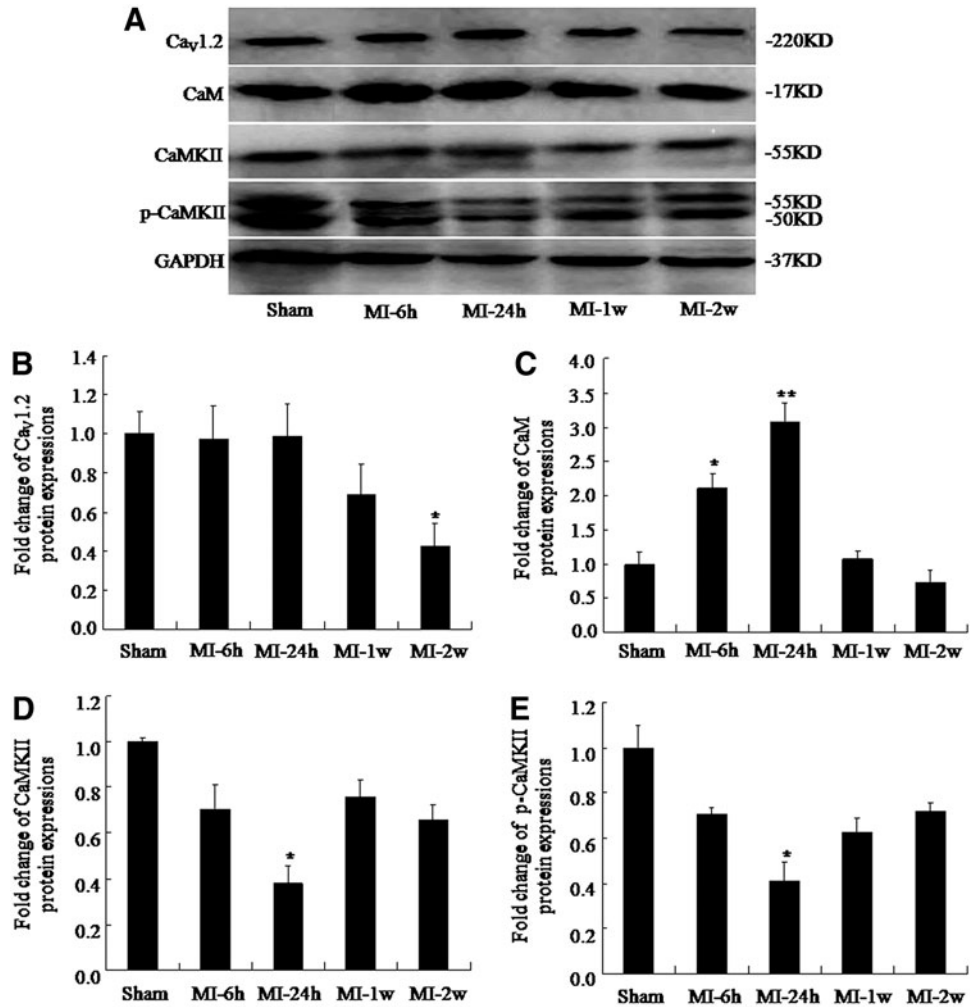 A
Cav1.2
-220KD
CaM
-17KD
CaMKII
-55KD
p-CaMKII
-55KD
-50KD
GAPDH
-37KD
Sham MI-6h MI-24h MI-1w MI-2w
B
Fold change of Cav1.2
protein expressions
1.4
1.2
1.0
0.8
0.6
0.4
0.2
0.0
*
Sham MI-6h MI-24h MI-1w MI-2w
C
Fold change of CaM
protein expressions
4.0
3.5
3.0
2.5
2.0
1.5
1.0
0.5
0.0
*
**
Sham MI-6h MI-24h MI-1w MI-2w
D
Fold change of CaMKII
protein expressions
1.2
1.0
0.8
0.6
0.4
0.2
0.0
*
Sham MI-6h MI-24h MI-1w MI-2w
E
Fold change of p-CaMKII
protein expressions
1.2
1.0
0.8
0.6
0.4
0.2
0.0
*
Sham MI-6h MI-24h MI-1w MI-2w